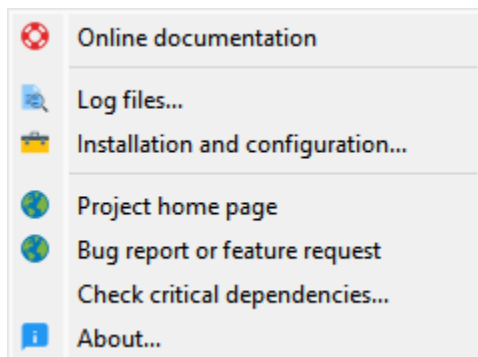 Online documentation
Log files...
Installation and configuration...
Project home page
Bug report or feature request
Check critical dependencies...
About...